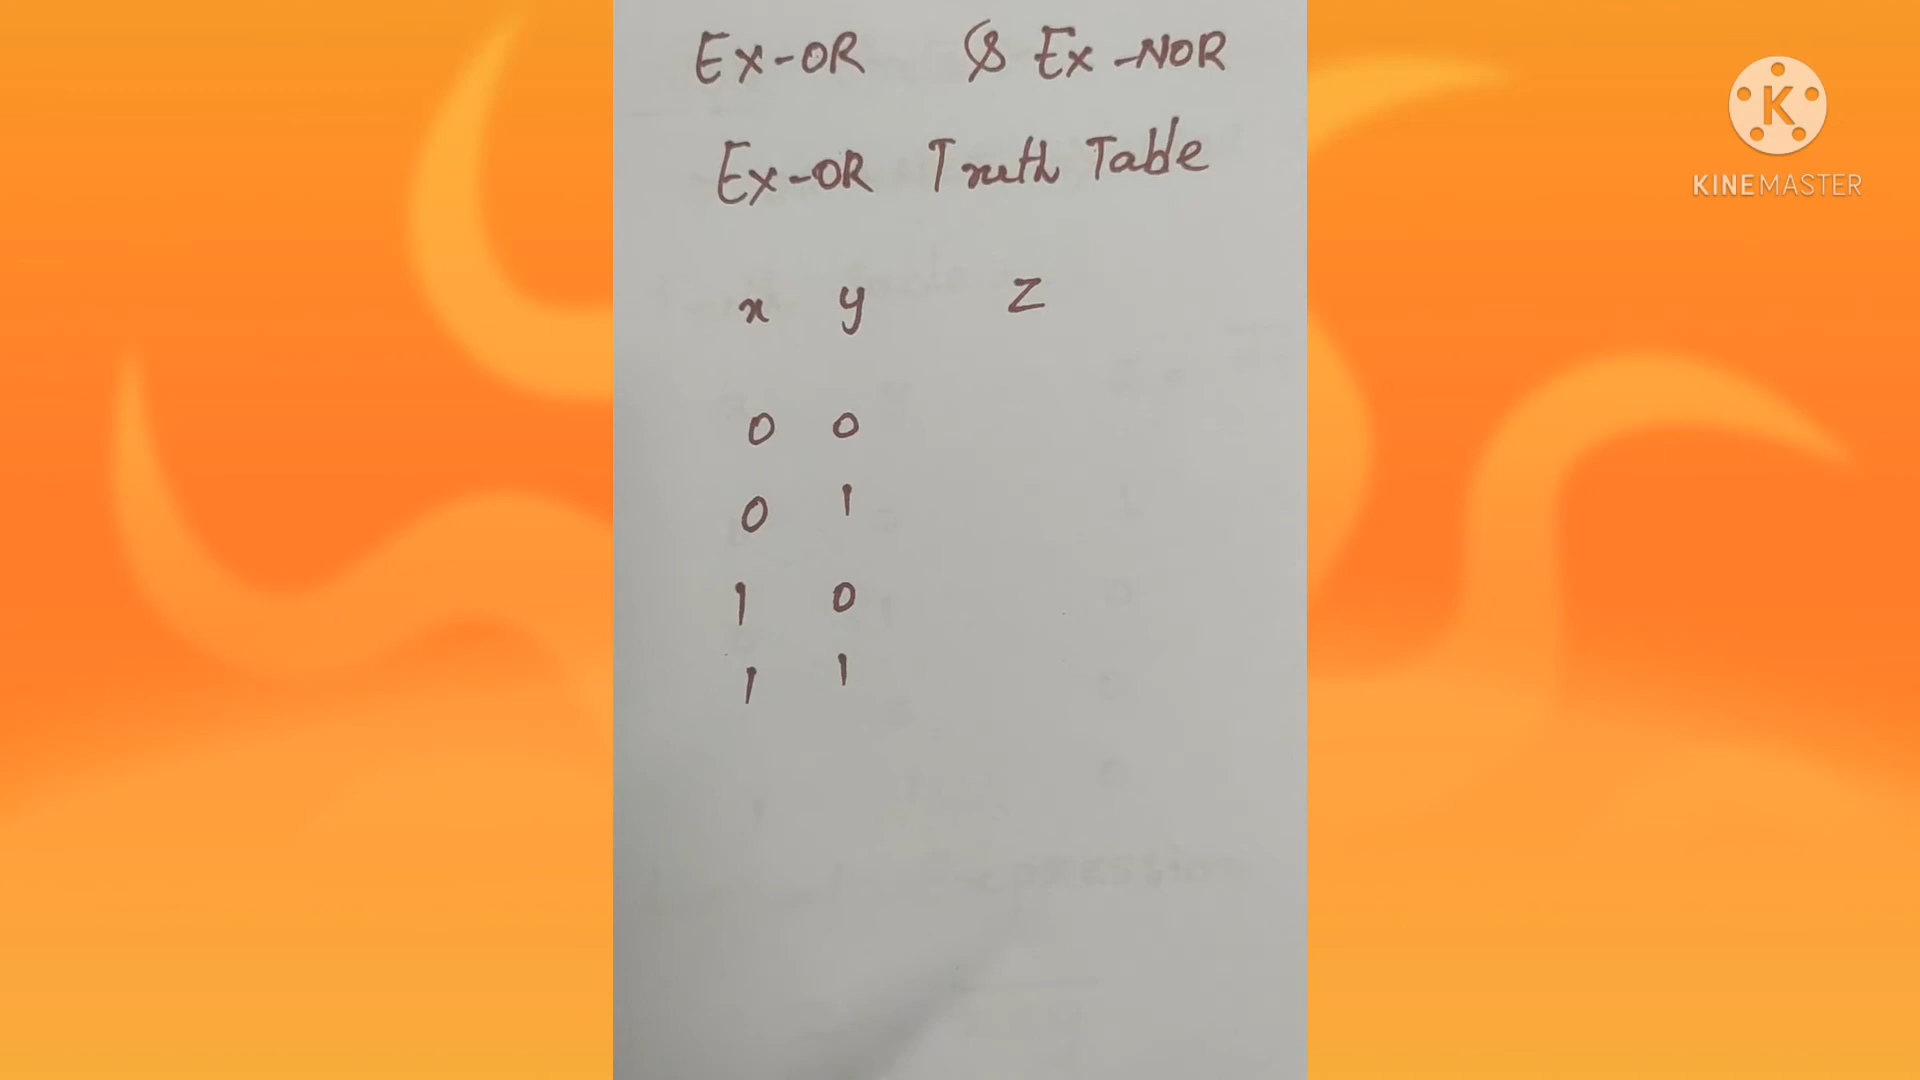 Ex-OR & Ex-NOR
Ex-OR Truth Table
x y z
0 0
0 1
1 0
1 1
K
KINEMASTER